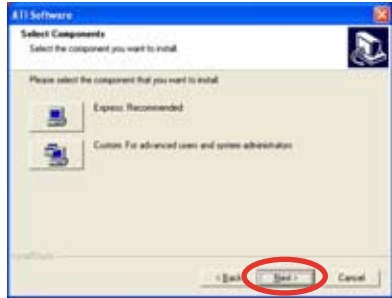 ATI Software
Select Components
Select the component you want to install.
Please select the component that you want to install.
Express: Recommended
Custom: For advanced users and system administrators
< Back
Next >
Cancel